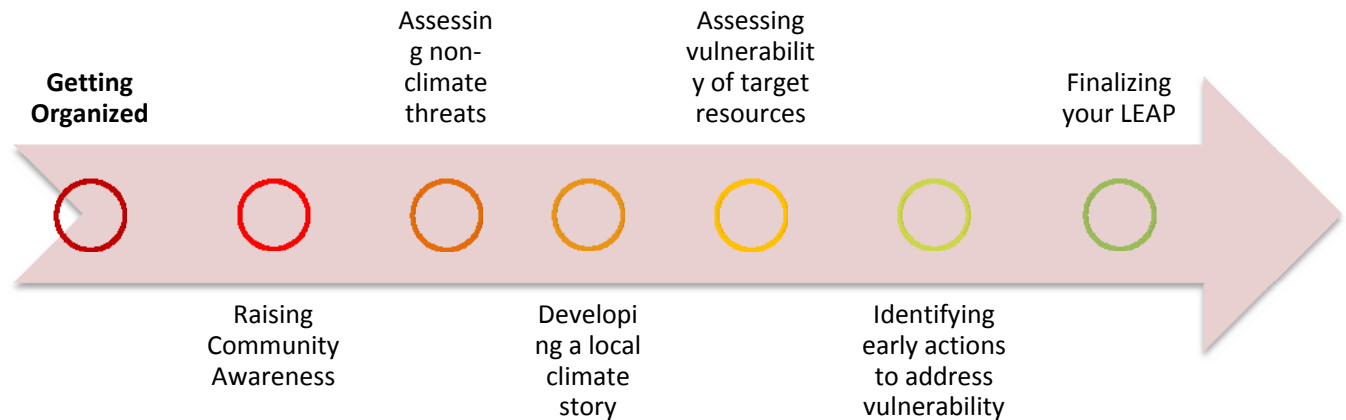 Getting
Organized
Raising
Community
Awareness
Assessin
g non-
climate
threats
Developi
ng a local
climate
story
Assessing
vulnerabilit
y of target
resources
Identifying
early actions
to address
vulnerability
Finalizing
your LEAP